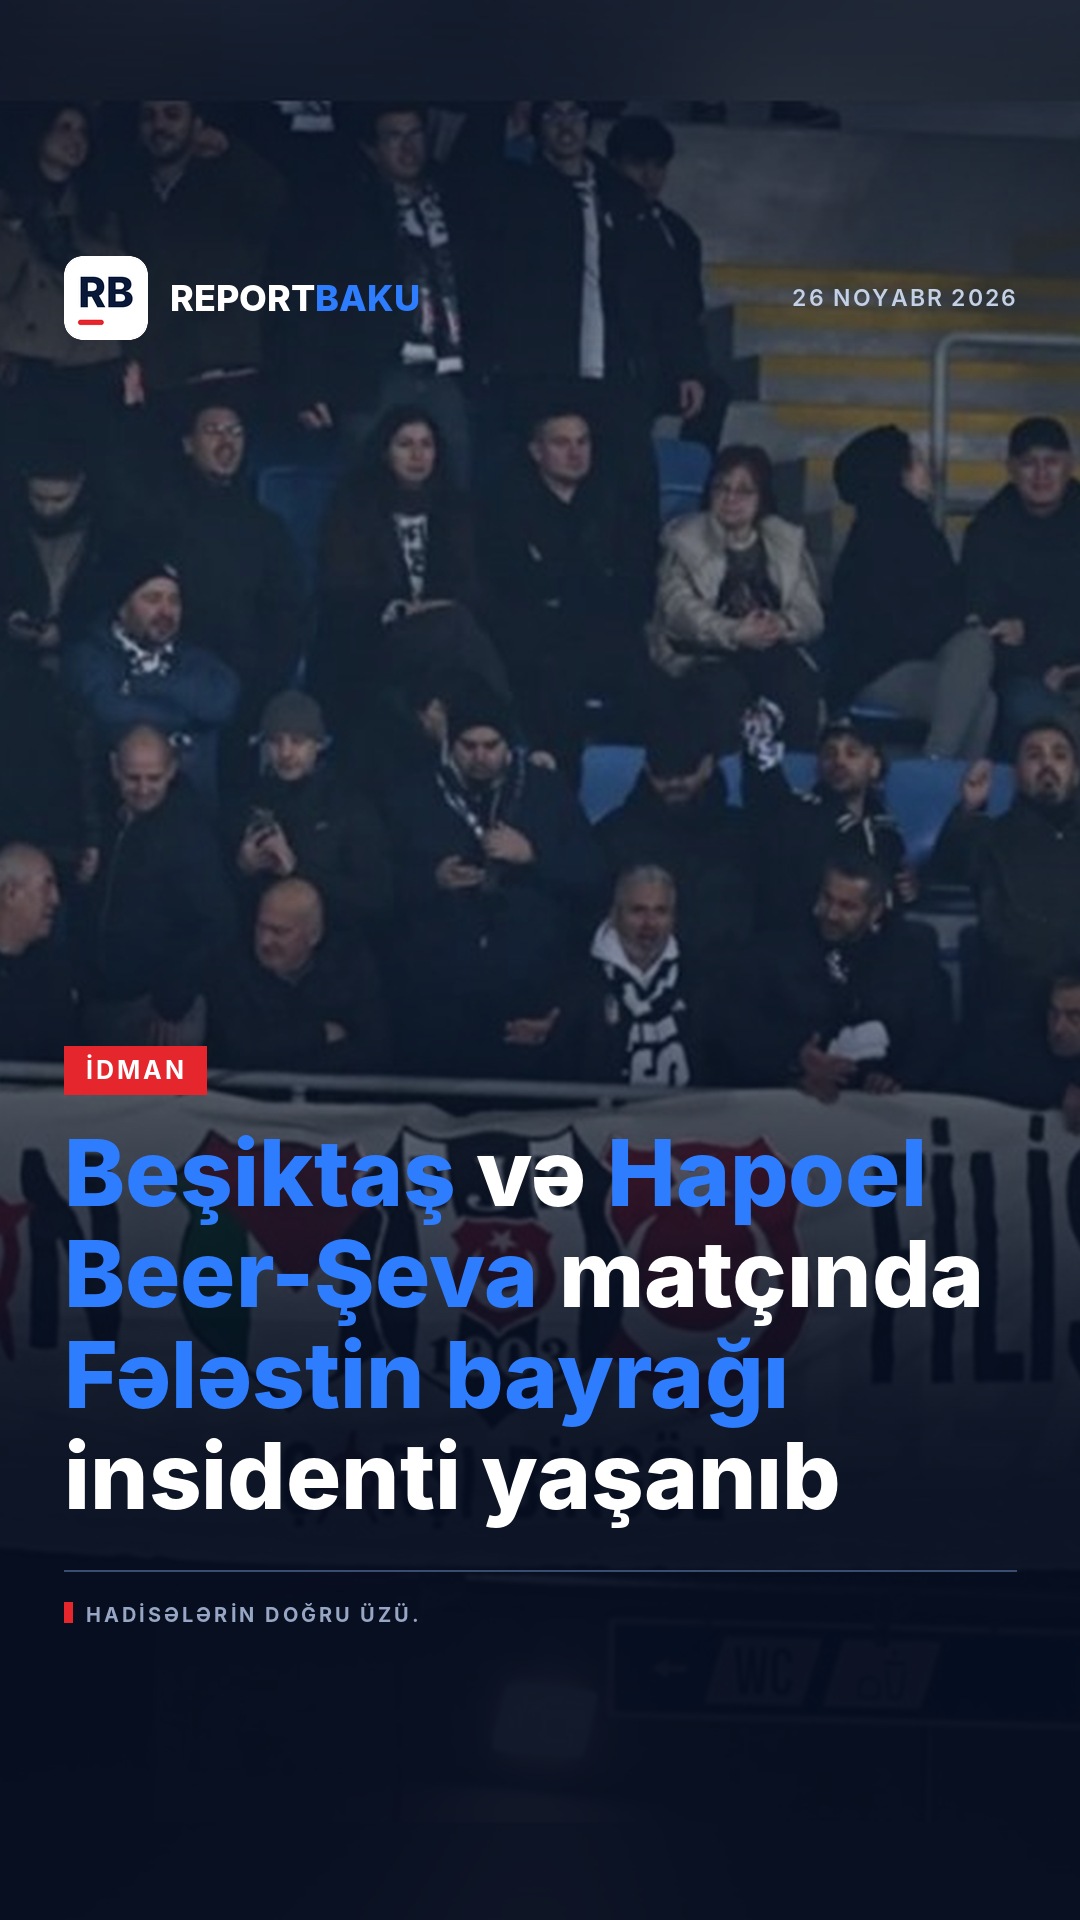 RB
REPORTBAKU
26 NOYABR 2026
İDMAN
Beşiktaş və Hapoel
Beer-Şeva matçında
Fələstin bayrağı
insidenti yaşanıb
HADİSƏLƏRİN DOĞRU ÜZÜ.
WC